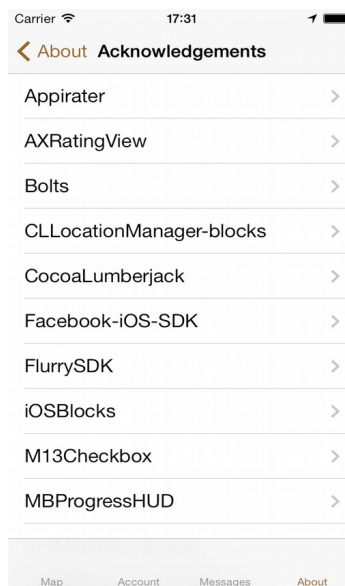 Carrier 17:31
About Acknowledgements
Appirater
AXRatingView
Bolts
CLLocationManager-blocks
CocoaLumberjack
Facebook-iOS-SDK
FlurrySDK
iOSBlocks
M13Checkbox
MBProgressHUD
Map Account Messages About